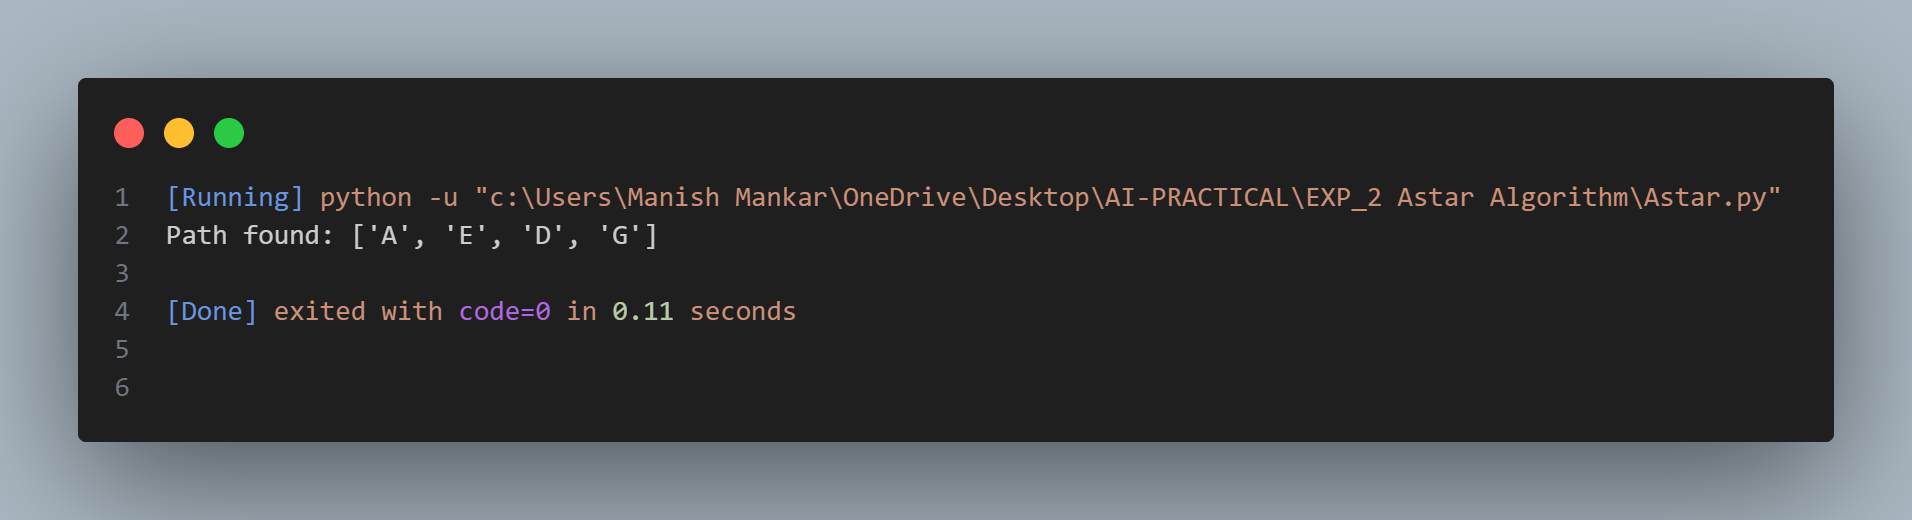 1 [Running] python -u "c:\Users\Manish Mankar\OneDrive\Desktop\AI-PRACTICAL\EXP_2 Astar Algorithm\Astar.py"
2 Path found: ['A', 'E', 'D', 'G']
3
4 [Done] exited with code=0 in 0.11 seconds
5
6